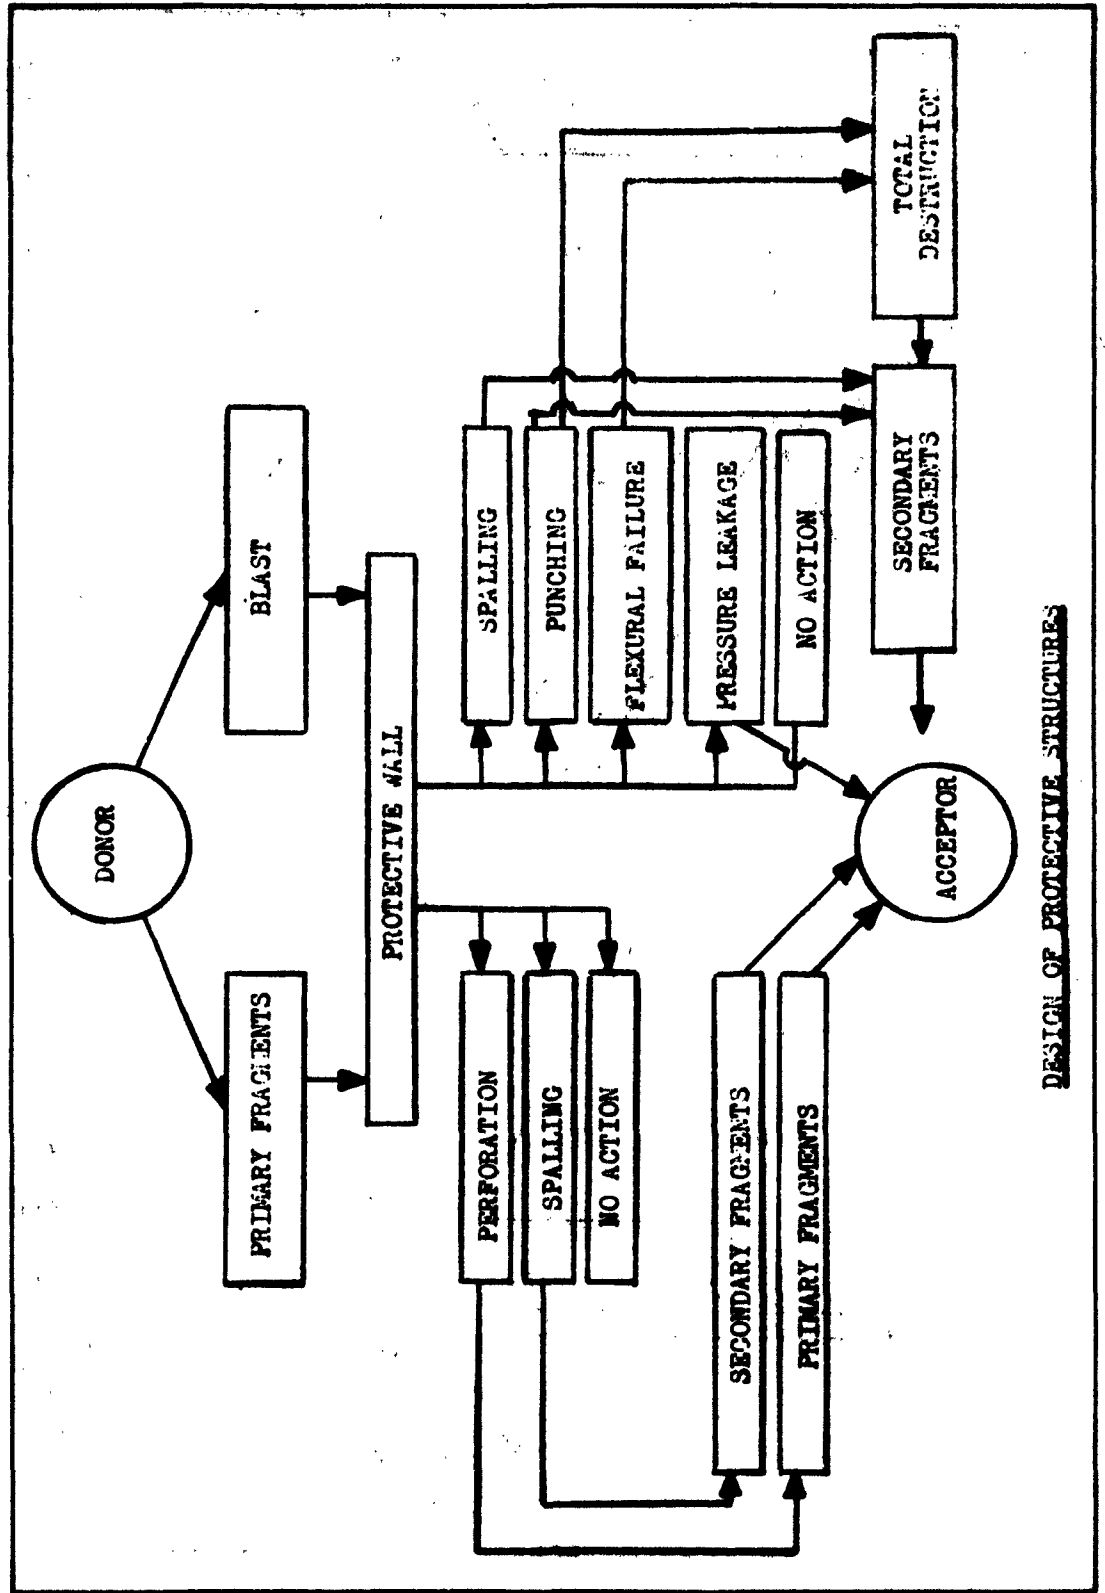 DONOR
PRIMARY FRAGMENTS
BLAST
PROTECTIVE WALL
PERFORATION
SPALLING
NO ACTION
SPALLING
PUNCHING
FLEXURAL FAILURE
PRESSURE LEAKAGE
NO ACTION
SECONDARY FRAGMENTS
PRIMARY FRAGMENTS
ACCEPTOR
SECONDARY
FRAGMENTS
TOTAL
DESTRUCTION
DESIGN OF PROTECTIVE STRUCTURES